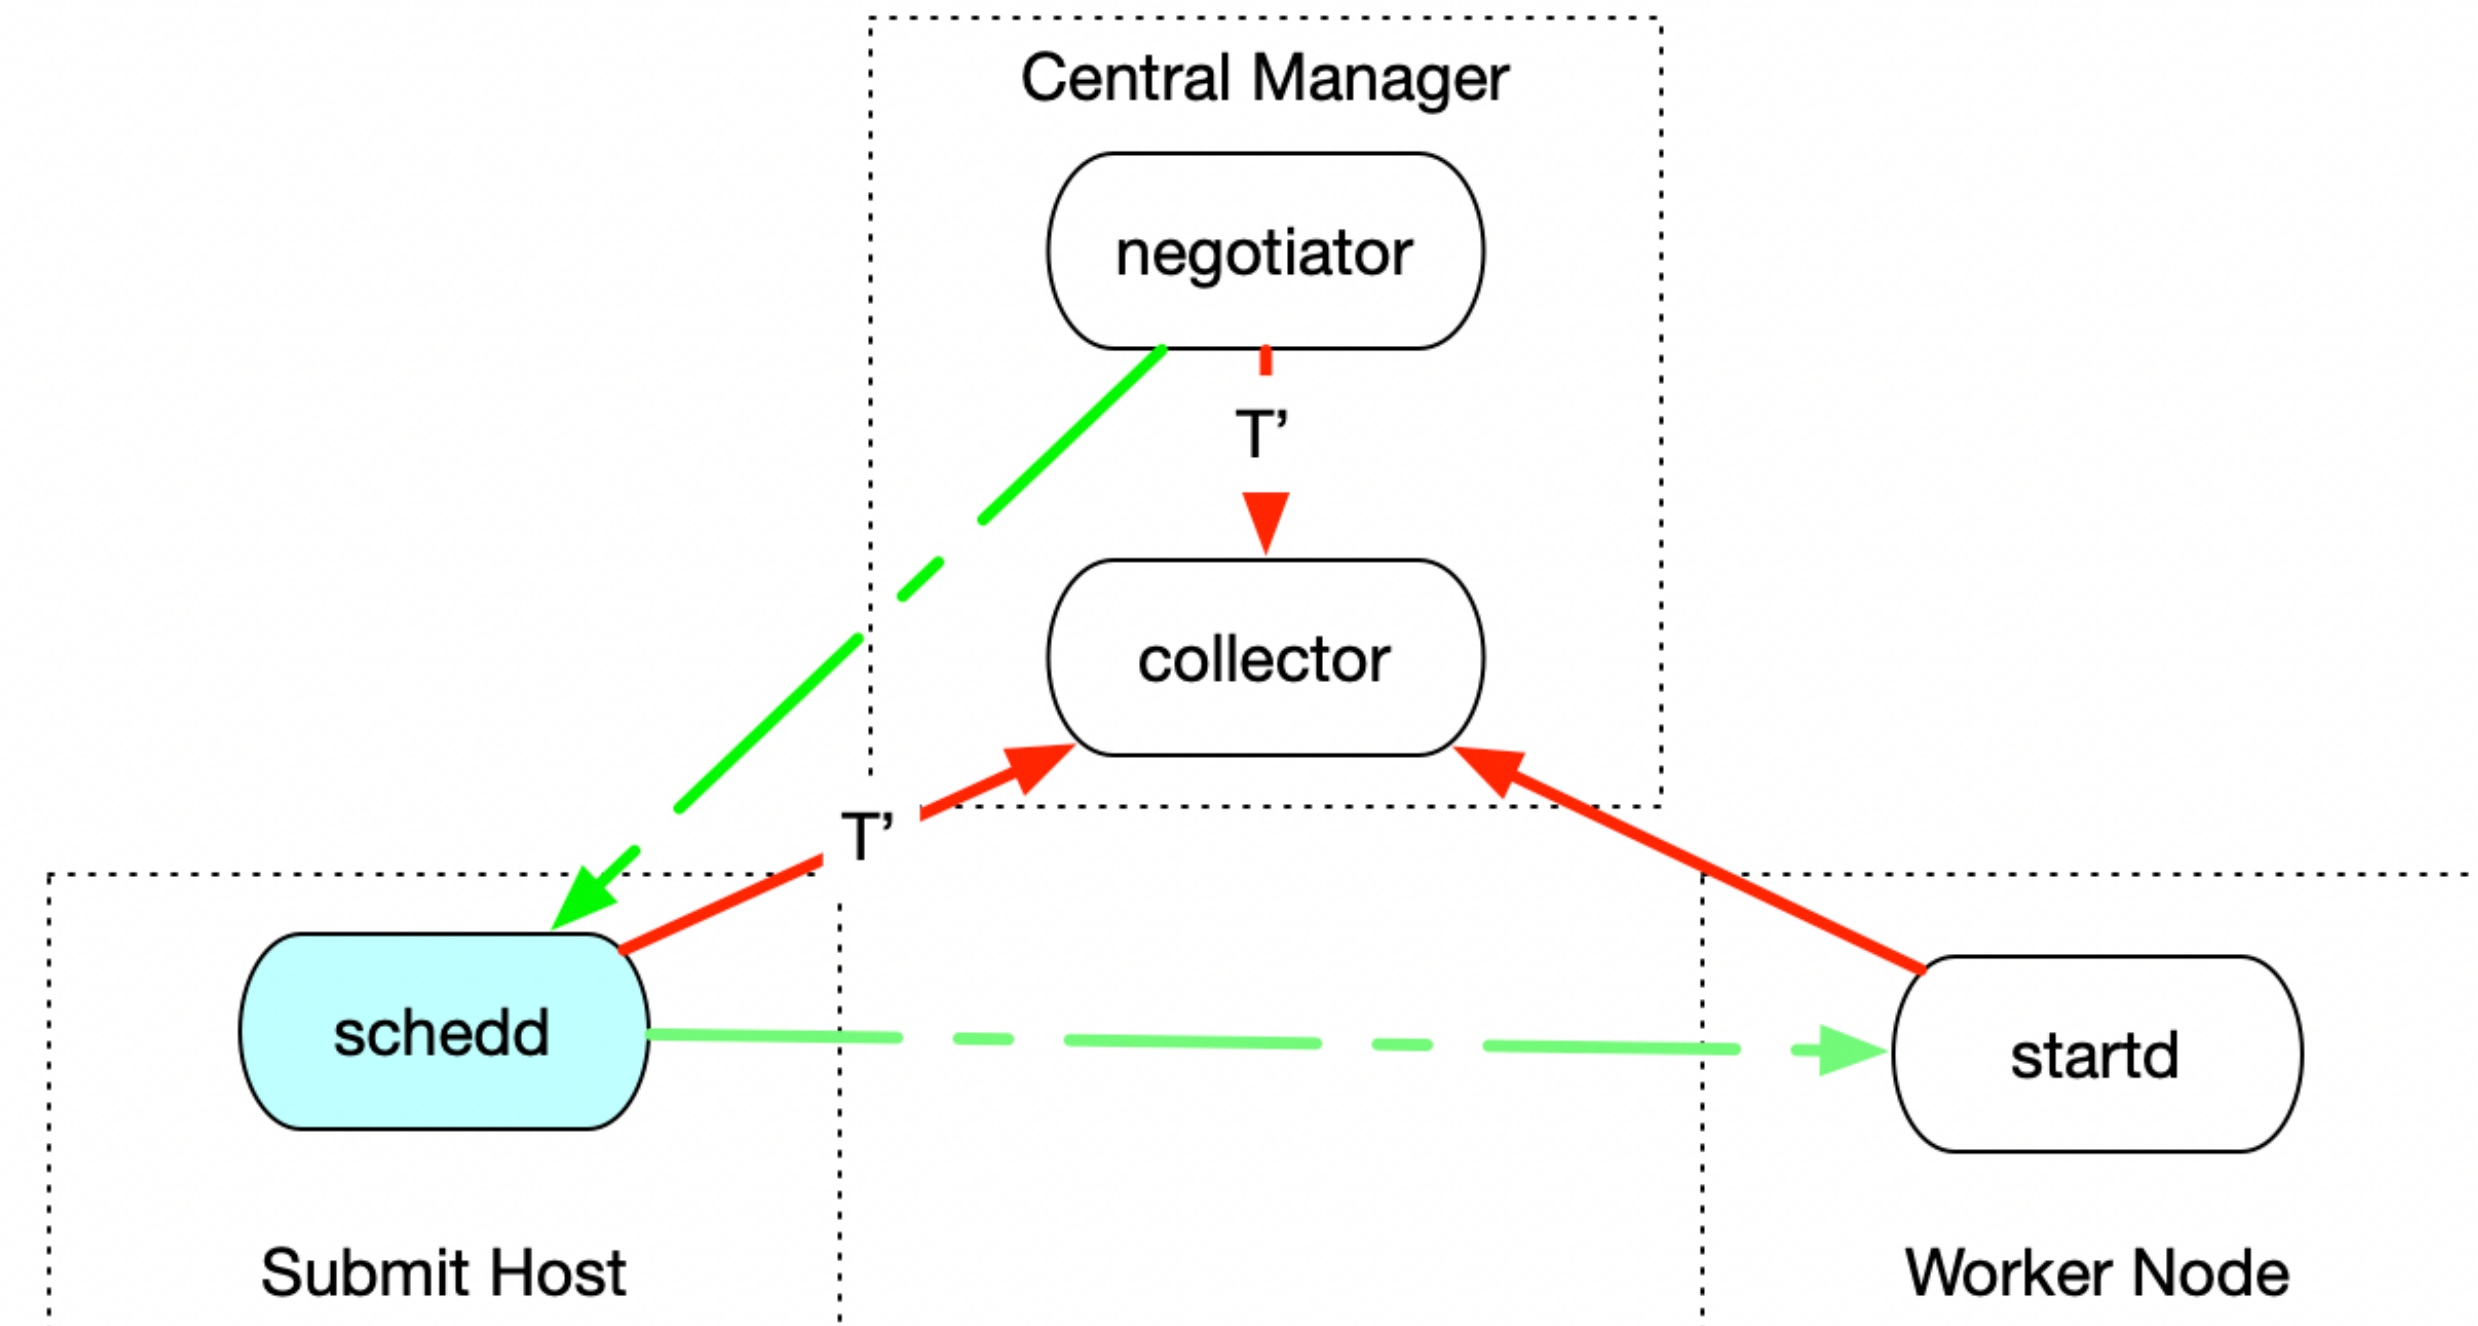 Central Manager
negotiator
T’
collector
T’
schedd
startd
Submit Host
Worker Node